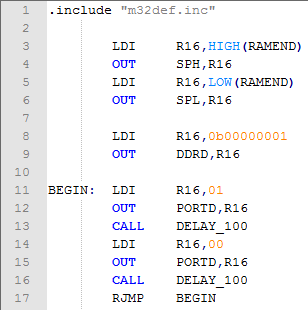 1 .include "m32def.inc"
2
3 LDI R16,HIGH(RAMEND)
4 OUT SPH,R16
5 LDI R16,LOW(RAMEND)
6 OUT SPL,R16
7
8 LDI R16,0b00000001
9 OUT DDRD,R16
10
11 BEGIN: LDI R16,01
12 OUT PORTD,R16
13 CALL DELAY_100
14 LDI R16,00
15 OUT PORTD,R16
16 CALL DELAY_100
17 RJMP BEGIN